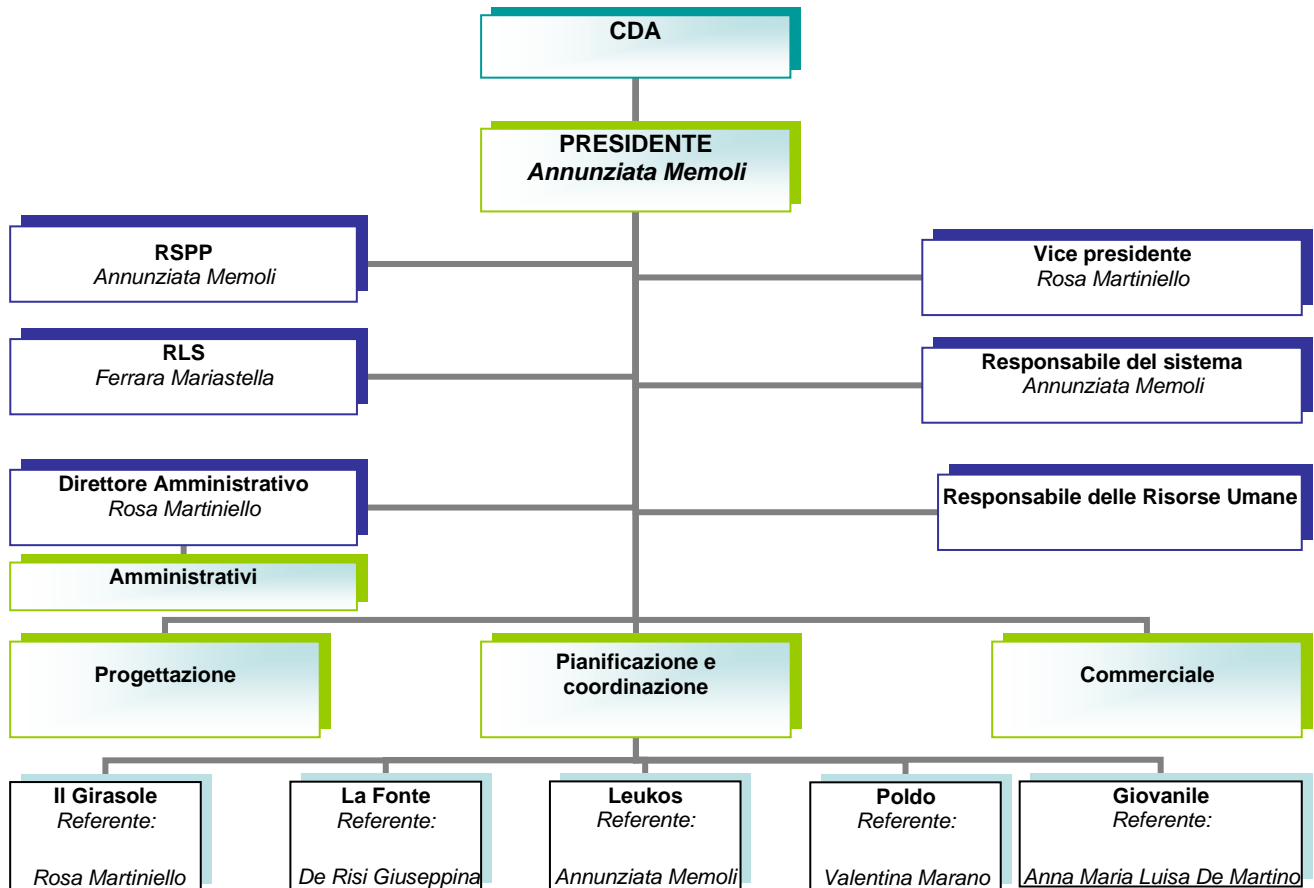 CDA
PRESIDENTE
Annunziata Memoli
RSPP
Annunziata Memoli
Vice presidente
Rosa Martiniello
RLS
Ferrara Mariastella
Responsabile del sistema
Annunziata Memoli
Direttore Amministrativo
Rosa Martiniello
Responsabile delle Risorse Umane
Amministrativi
Progettazione
Pianificazione e
coordinazione
Commerciale
Il Girasole
Referente:
Rosa Martiniello
La Fonte
Referente:
De Risi Giuseppina
Leukos
Referente:
Annunziata Memoli
Poldo
Referente:
Valentina Marano
Giovanile
Referente:
Anna Maria Luisa De Martino